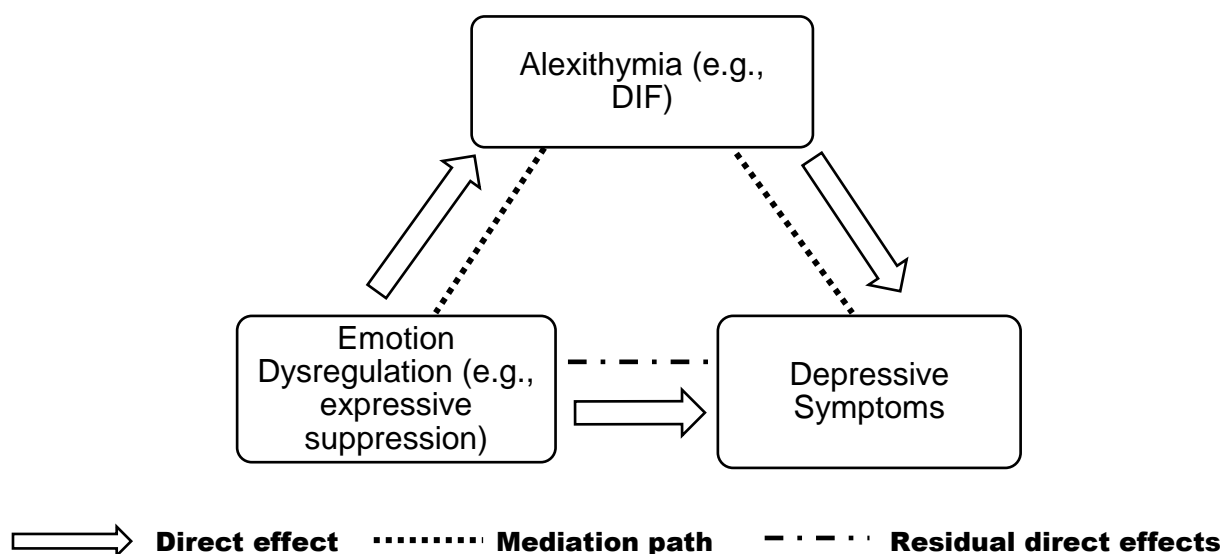 Alexithymia (e.g.,
DIF)
Emotion
Dysregulation (e.g.,
expressive
suppression)
Depressive
Symptoms
Direct effect Mediation path Residual direct effects